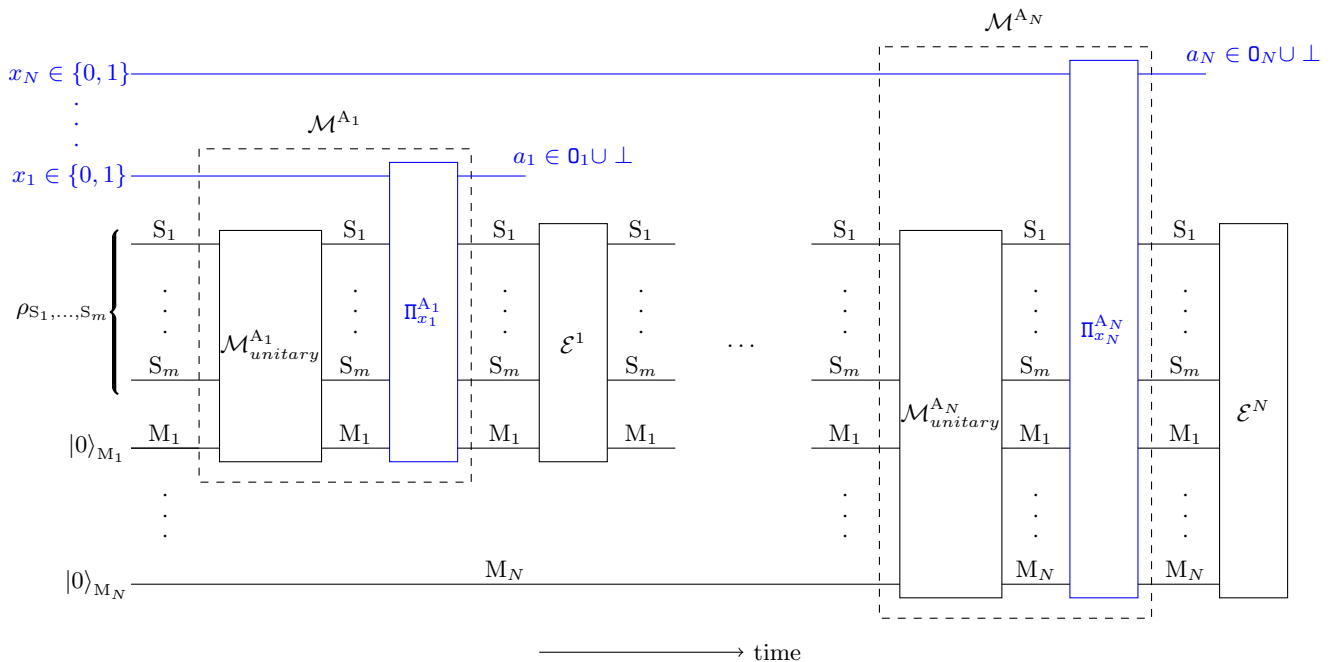 𝓜^{A_N}
x_N ∈ {0, 1}
a_N ∈ 𝙾_N ∪ ⊥
𝓜^{A_1}
x_1 ∈ {0, 1}
a_1 ∈ 𝙾_1 ∪ ⊥
S_1 S_1 S_1 S_1 S_1 S_1 S_1
ρ_{S_1,...,S_m}
𝓜^{A_1}_{unitary}
Π^{A_1}_{x_1}
𝓔^1
...
𝓜^{A_N}_{unitary}
Π^{A_N}_{x_N}
𝓔^N
S_m S_m S_m S_m S_m S_m S_m
|0⟩_{M_1} M_1 M_1 M_1 M_1 M_1 M_1 M_1
|0⟩_{M_N} M_N M_N M_N
time